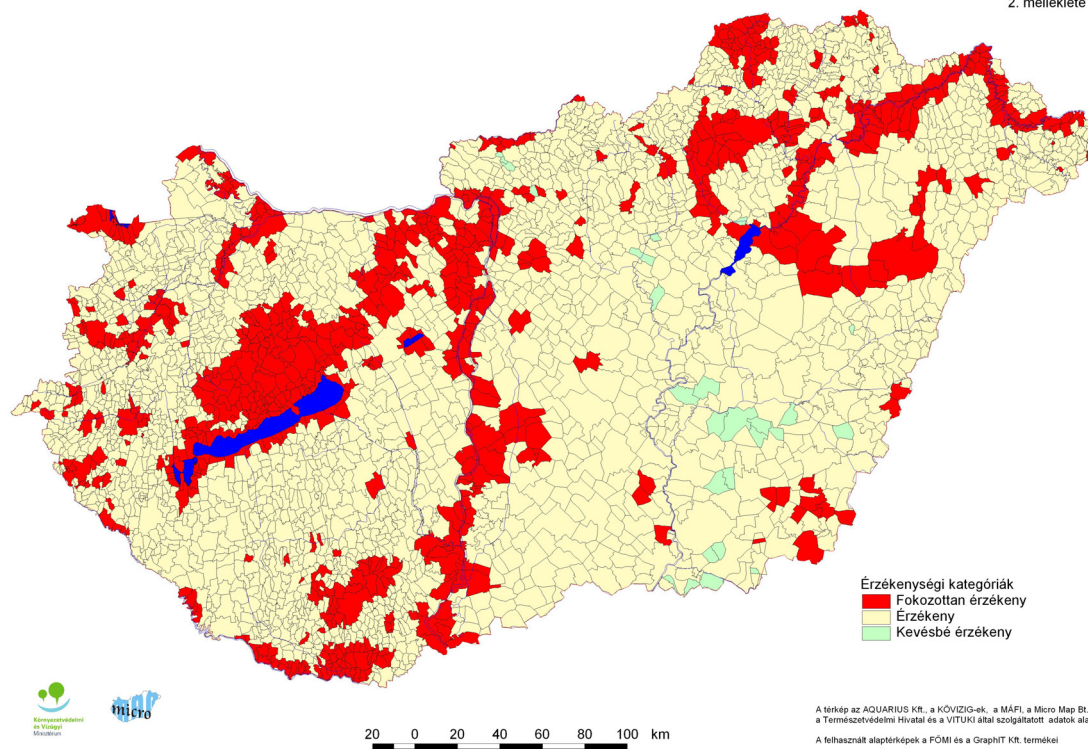 2. melléklete
Érzékenységi kategóriák
Fokozottan érzékeny
Érzékeny
Kevésbé érzékeny
Környezetvédelmi
és Vízügyi
Minisztérium
map
micro
20 0 20 40 60 80 100 km
A térkép az AQUARIUS Kft., a KÖVIZIG-ek, a MÁFI, a Micro Map Bt.
a Természetvédelmi Hivatal és a VITUKI által szolgáltatott adatok ala
A felhasznált alaptérképek a FÖMI és a GraphIT Kft. termékei